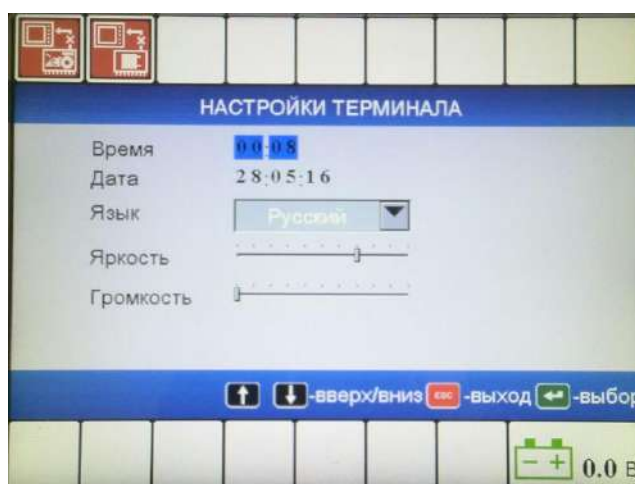 НАСТРОЙКИ ТЕРМИНАЛА
Время 00:08
Дата 28:05:16
Язык Русский
Яркость
Громкость
-вверх/вниз esc -выход -выбор
- + 0.0 В